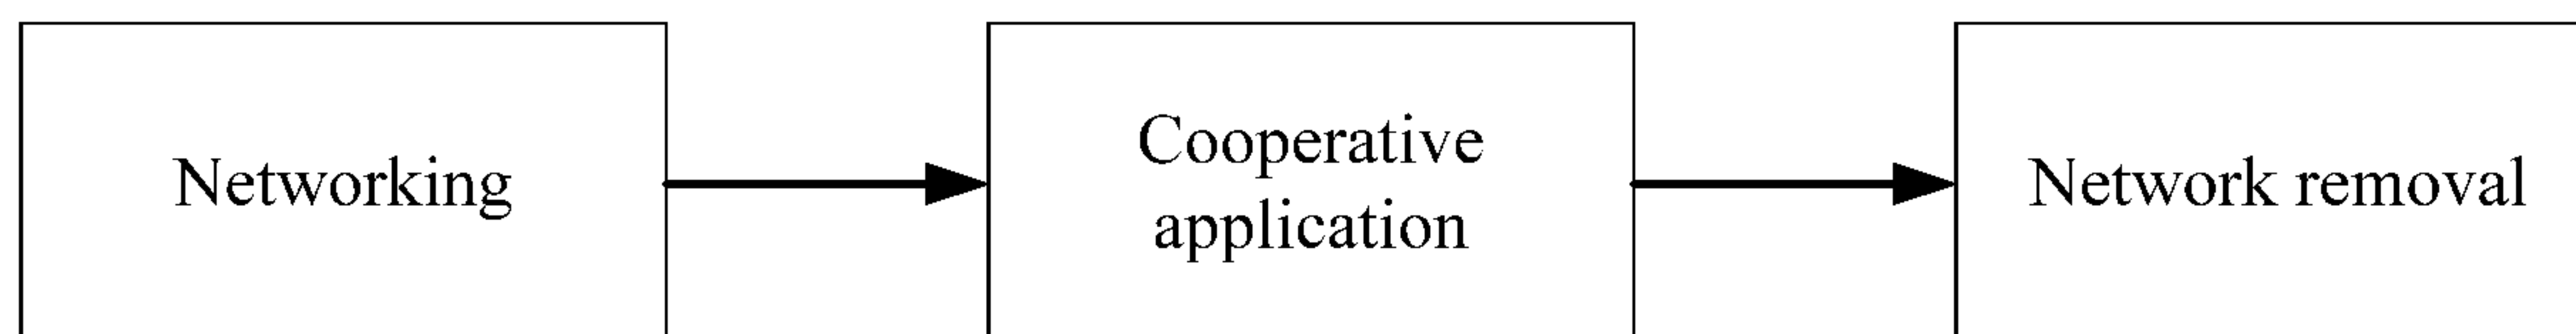 Networking
Cooperative
application
Network removal